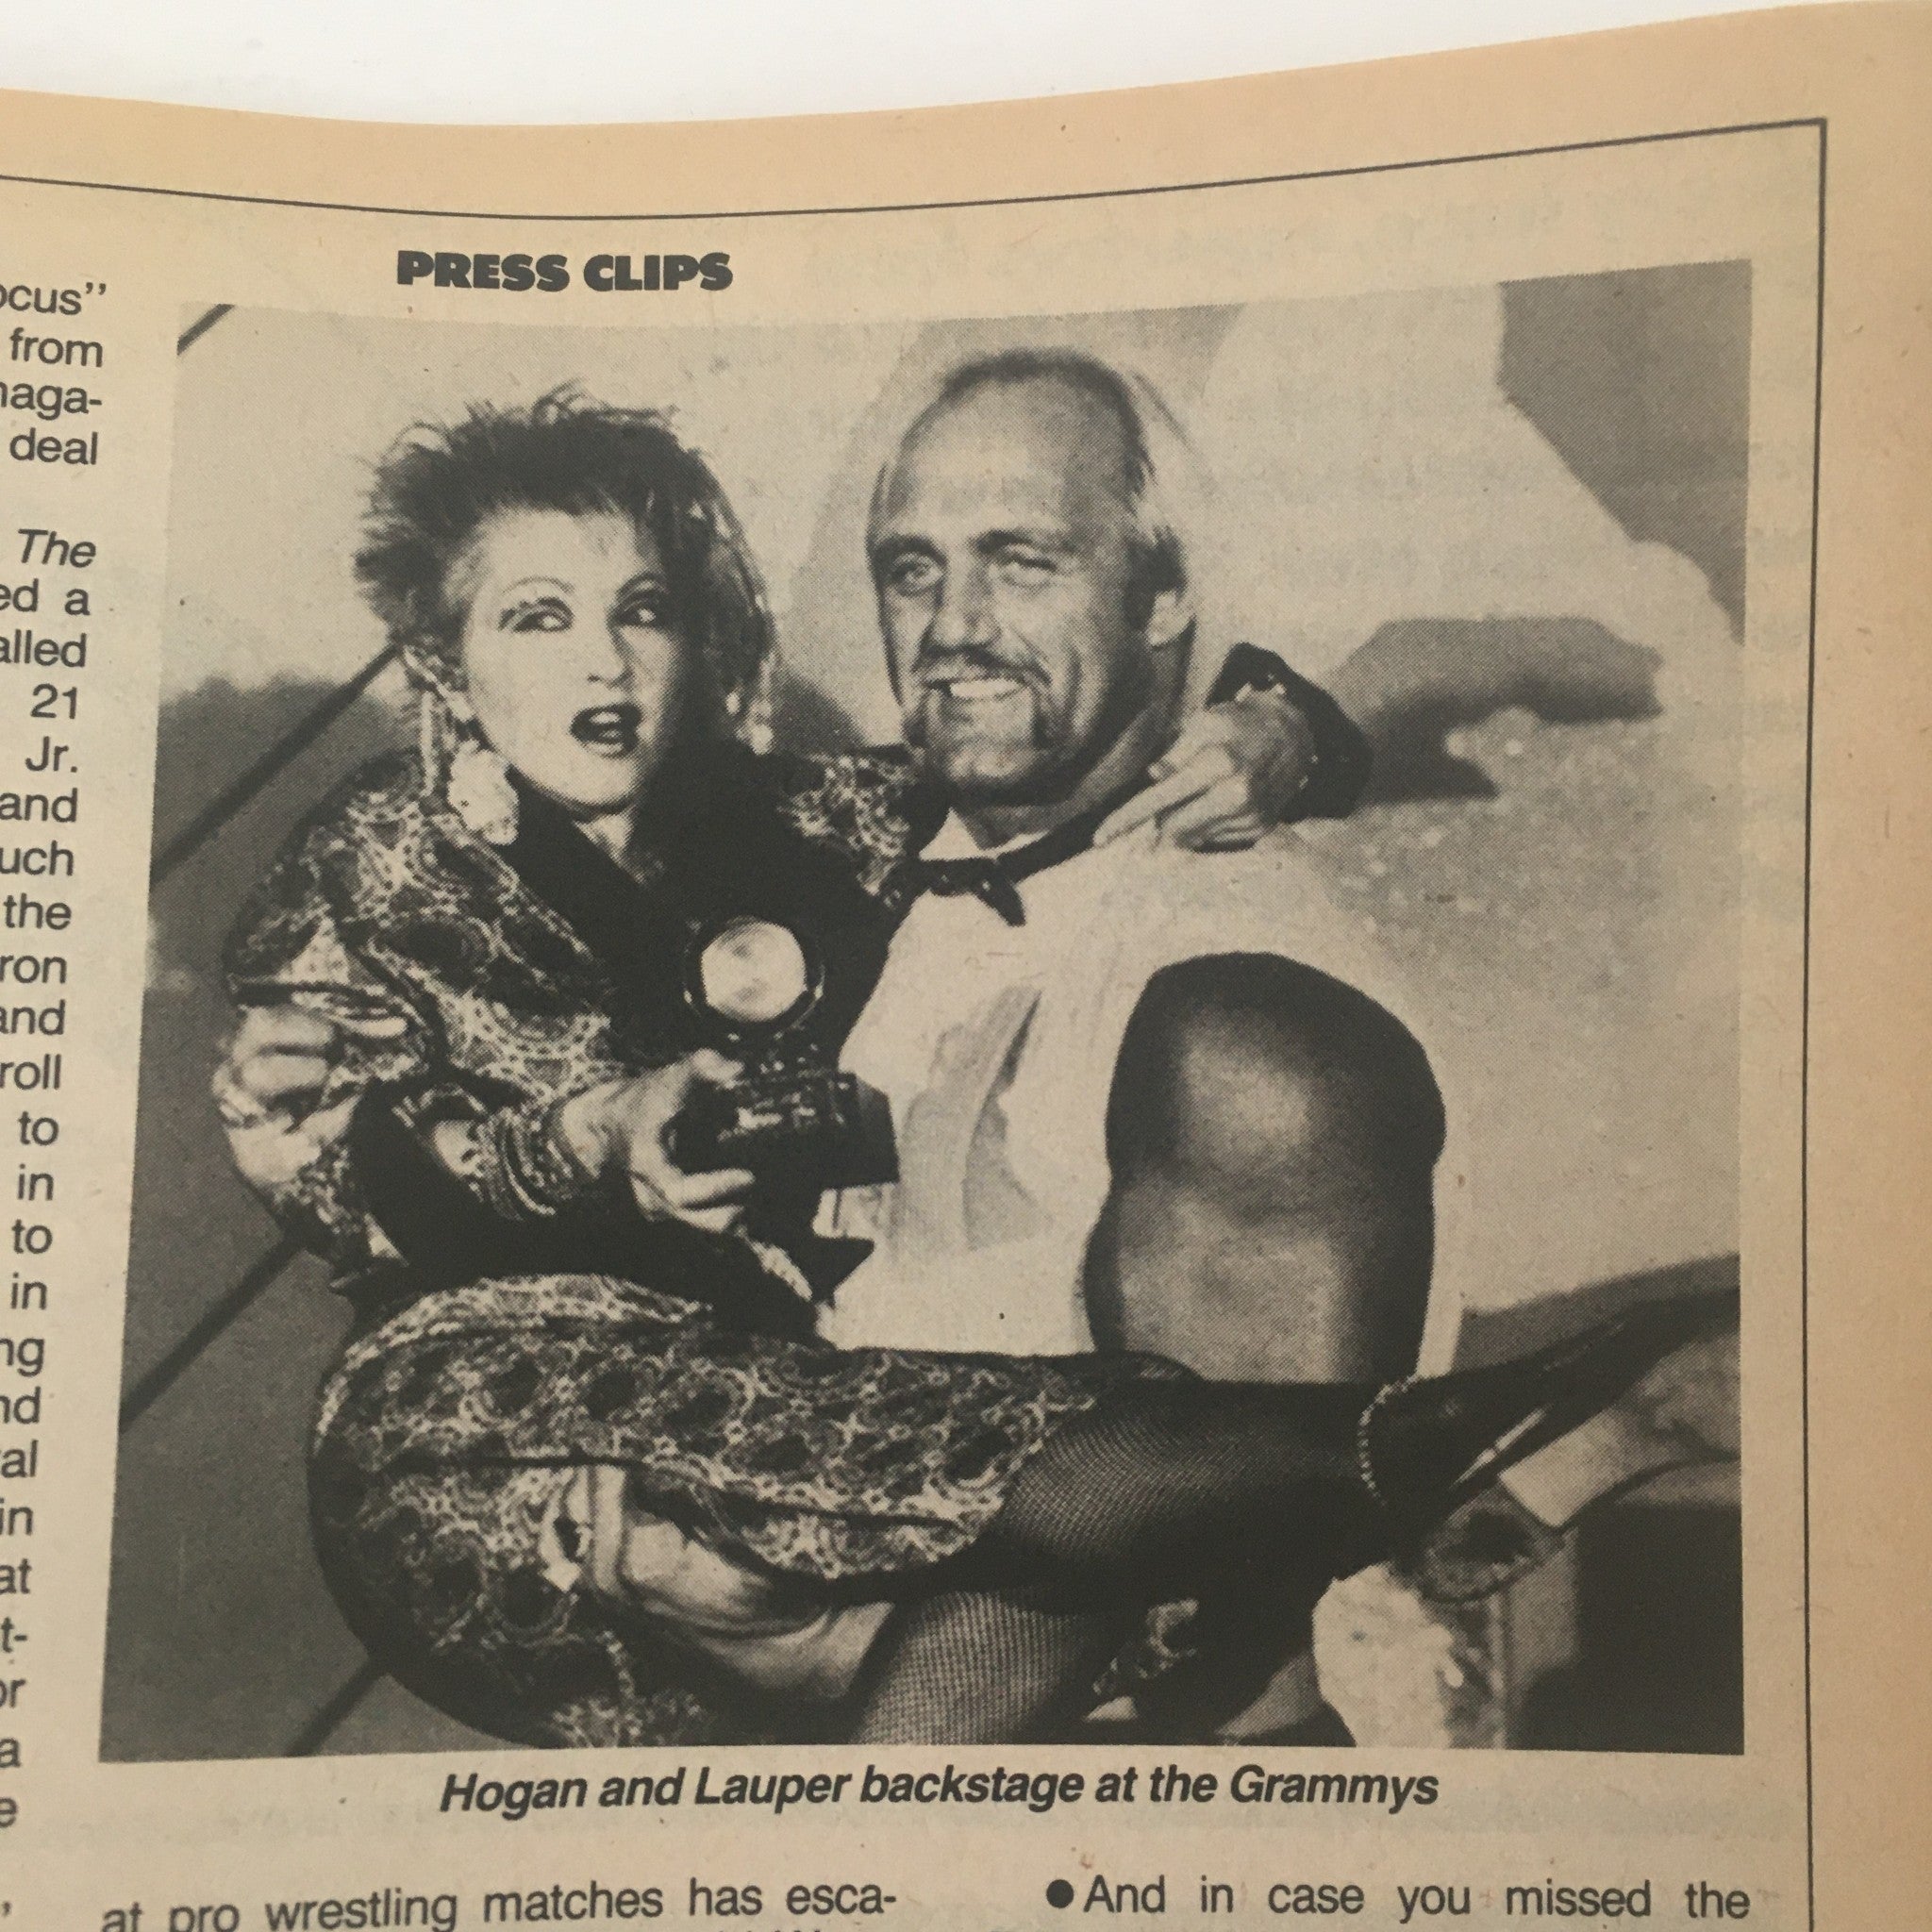 PRESS CLIPS
ocus”
from
naga-
deal
The
ed a
alled
21
Jr.
and
uch
the
ron
and
roll
to
in
to
in
ng
nd
al
in
at
t-
or
a
e
Hogan and Lauper backstage at the Grammys
at pro wrestling matches has esca-
●And in case you missed the